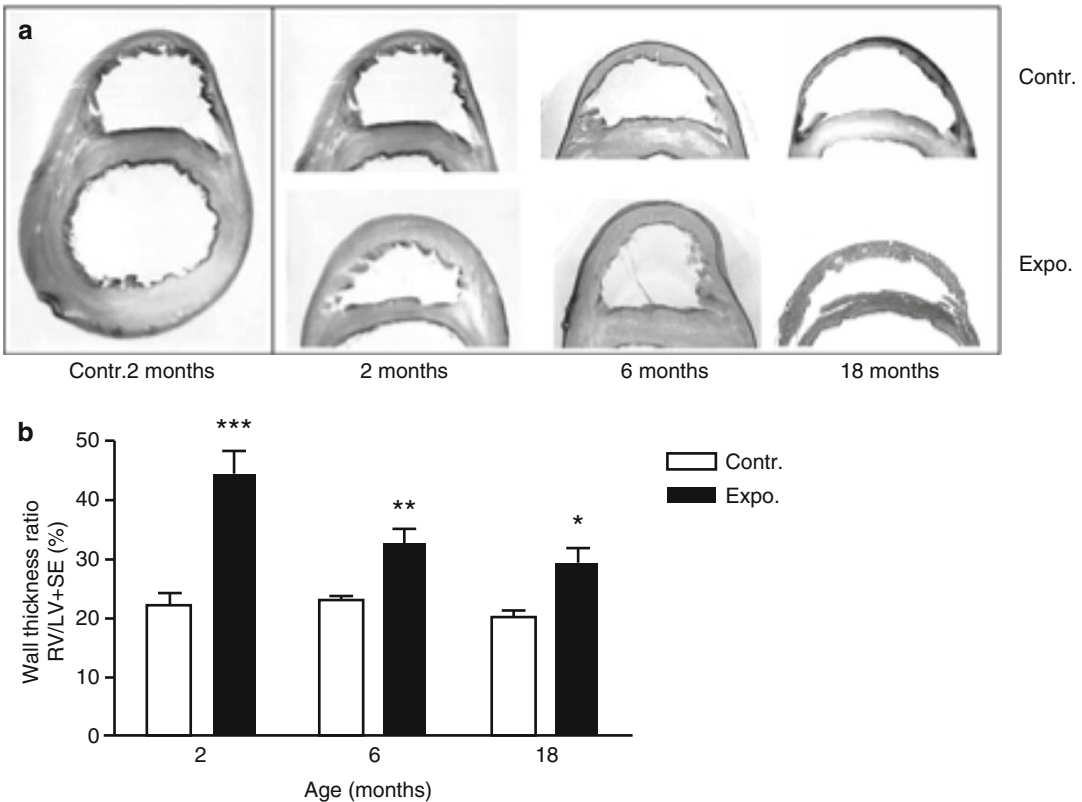 a
Contr.
Expo.
Contr.2 months
2 months
6 months
18 months
b
Wall thickness ratio
RV/LV+SE (%)
50
40
30
20
10
0
***
**
*
2
6
18
Age (months)
Contr.
Expo.